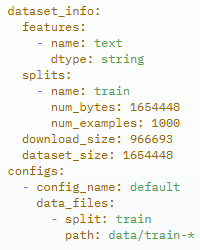 dataset_info:
  features:
    - name: text
      dtype: string
  splits:
    - name: train
      num_bytes: 1654448
      num_examples: 1000
  download_size: 966693
  dataset_size: 1654448
configs:
  - config_name: default
    data_files:
      - split: train
        path: data/train-*